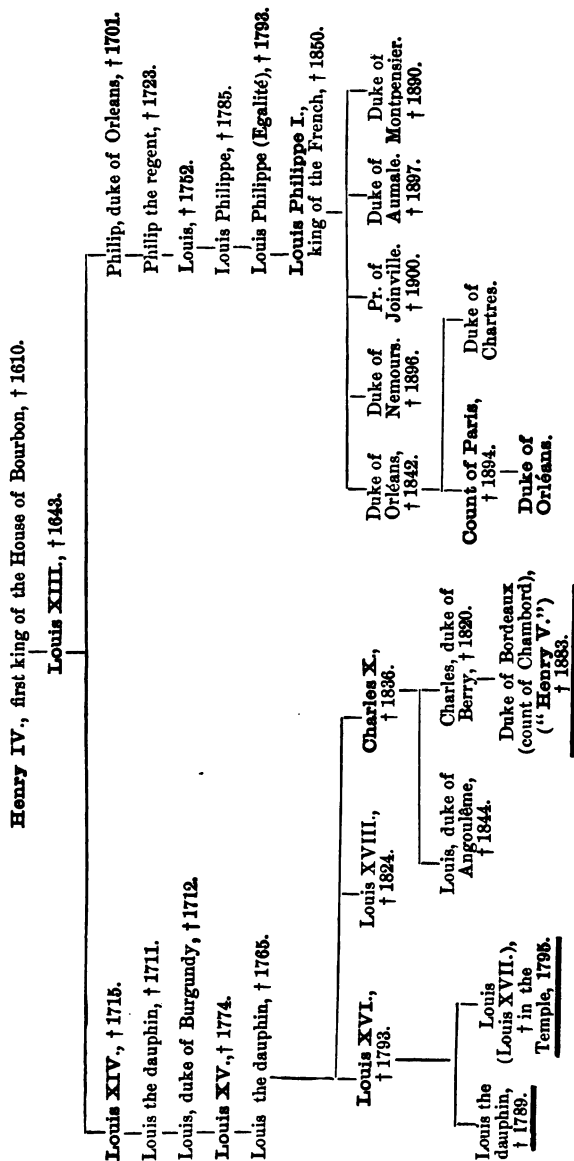 Henry IV., first king of the House of Bourbon, † 1610.
Louis XIII., † 1643.
Louis XIV., † 1715.
Louis the dauphin, † 1711.
Louis, duke of Burgundy, † 1712.
Louis XV., † 1774.
Louis the dauphin, † 1765.
Louis XVI.,
† 1793.
Louis the
dauphin,
† 1789.
Louis
(Louis XVII.),
† in the
Temple, 1795.
Louis XVIII.,
† 1824.
Charles X.,
† 1836.
Louis, duke of
Angoulême,
† 1844.
Charles, duke of
Berry, † 1820.
Duke of Bordeaux
(count of Chambord),
("Henry V.")
† 1883.
Philip, duke of Orleans, † 1701.
Philip the regent, † 1723.
Louis, † 1752.
Louis Philippe, † 1785.
Louis Philippe (Egalité), † 1793.
Louis Philippe I.,
king of the French, † 1850.
Duke of
Orléans,
† 1842.
Duke of
Nemours.
† 1896.
Pr. of
Joinville.
† 1900.
Duke of
Aumale.
† 1897.
Duke of
Montpensier.
† 1890.
Count of Paris,
† 1894.
Duke of
Chartres.
Duke of
Orléans.